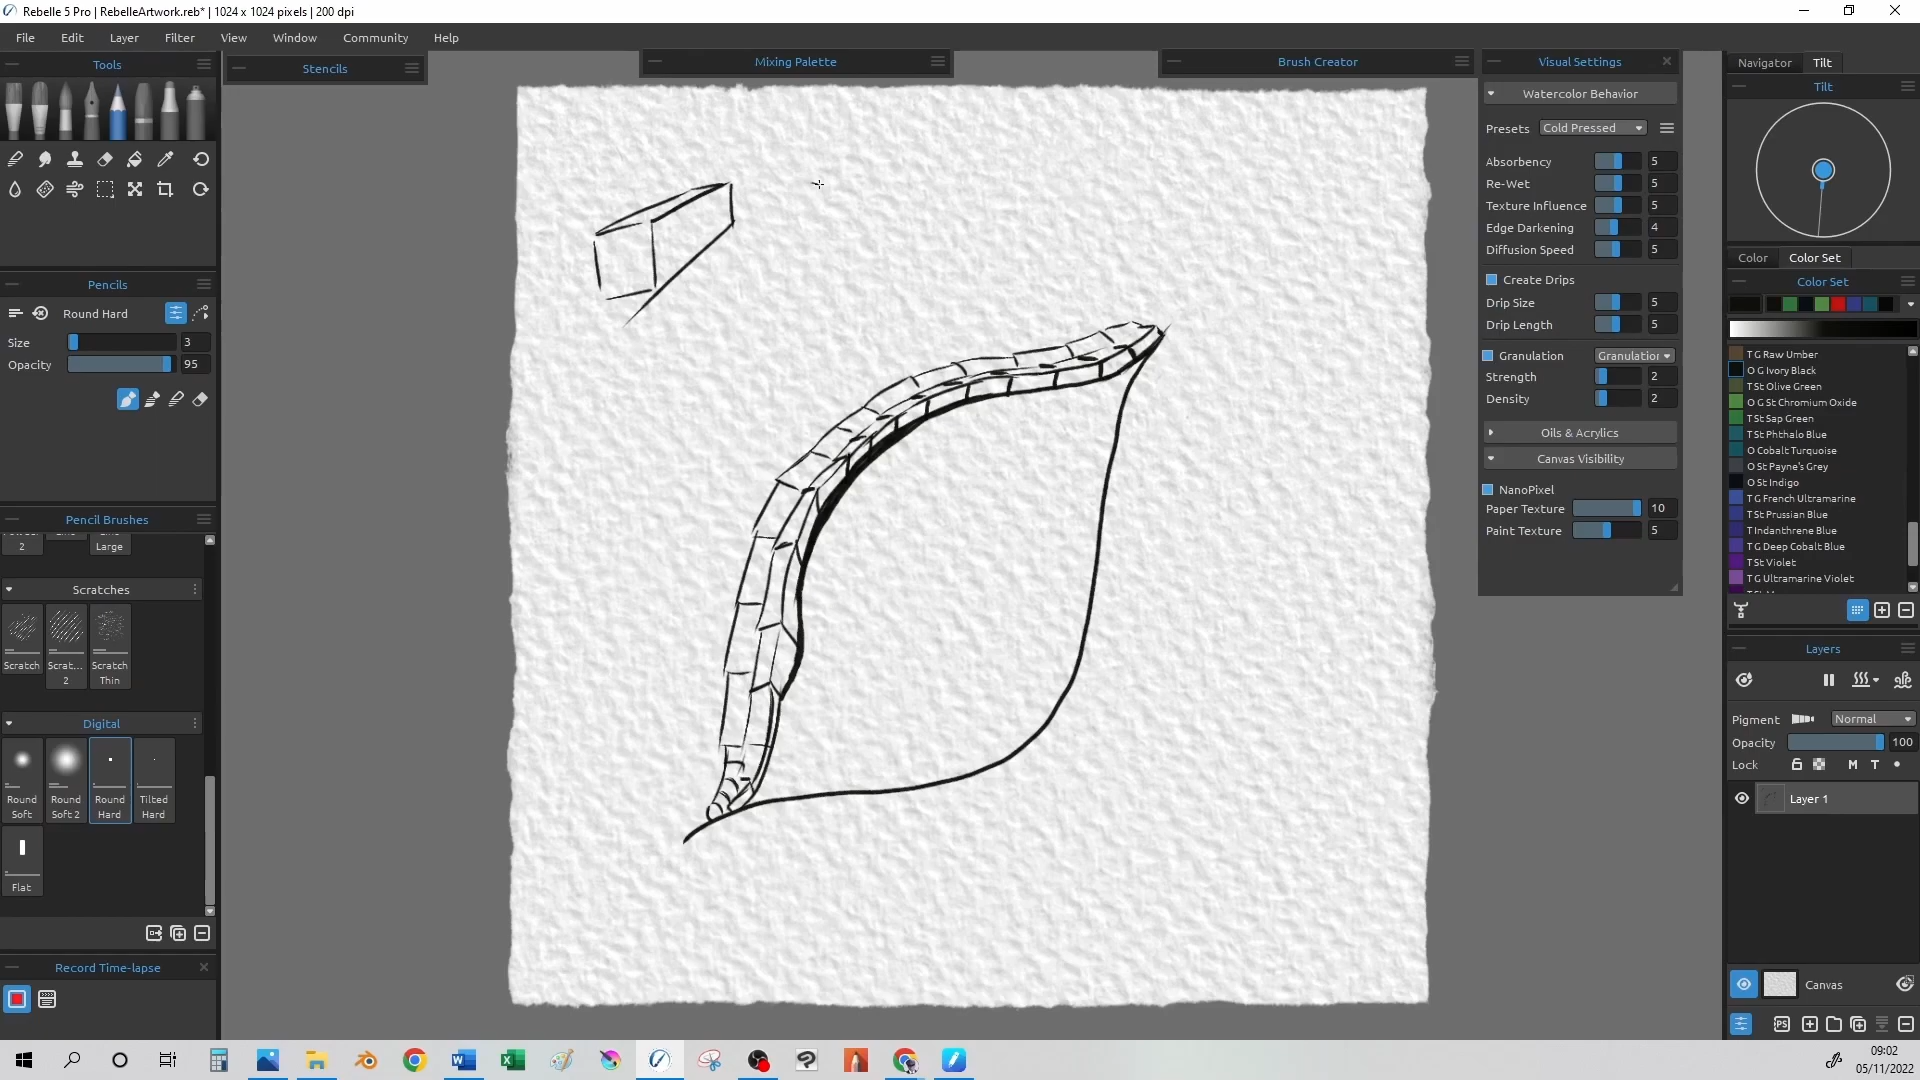 Rebelle 5 Pro | RebelleArtwork.reb* | 1024 x 1024 pixels | 200 dpi
File Edit Layer Filter View Window Community Help
Tools
Stencils
Mixing Palette
Brush Creator
Visual Settings
Navigator Tilt
Tilt
Watercolor Behavior
Presets Cold Pressed
Absorbency 5
Re-Wet 5
Texture Influence 5
Edge Darkening 4
Diffusion Speed 5
Create Drips
Drip Size 5
Drip Length 5
Granulation Granulation
Strength 2
Density 2
Oils & Acrylics
Canvas Visibility
NanoPixel
Paper Texture 10
Paint Texture 5
Pencils
Round Hard
Size 3
Opacity 95
Pencil Brushes
2
Large
Scratches
Scratch
Scrat... 2
Scratch Thin
Digital
Round Soft
Round Soft 2
Round Hard
Tilted Hard
Flat
Record Time-lapse
Color Color Set
Color Set
T G Raw Umber
O G Ivory Black
T St Olive Green
O G St Chromium Oxide
T St Sap Green
T St Phthalo Blue
O Cobalt Turquoise
O St Payne's Grey
O St Indigo
T G French Ultramarine
T St Prussian Blue
T Indanthrene Blue
T G Deep Cobalt Blue
T St Violet
T G Ultramarine Violet
Layers
Pigment Normal
Opacity 100
Lock M T
Layer 1
Canvas
PS
09:02
05/11/2022